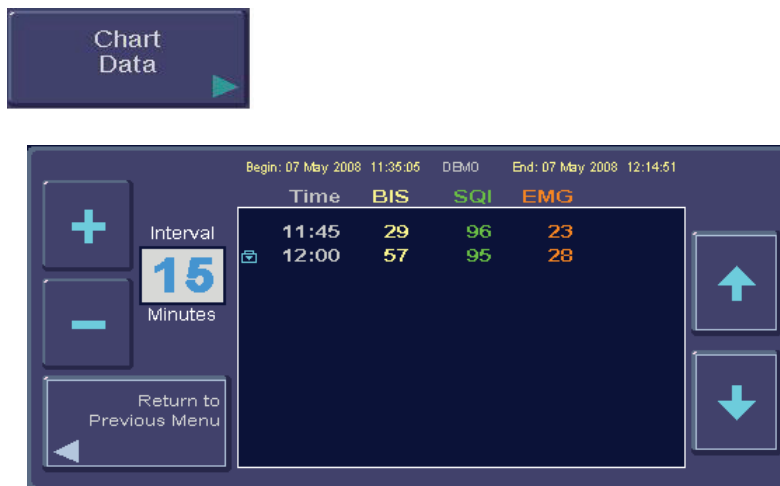 Chart
Data
Begin: 07 May 2008 11:35:05 DEMO End: 07 May 2008 12:14:51
Time BIS SQI EMG
11:45 29 96 23
12:00 57 95 28
Interval
15
Minutes
Return to
Previous Menu